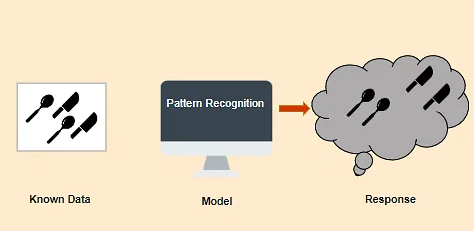 Pattern Recognition
Known Data
Model
Response